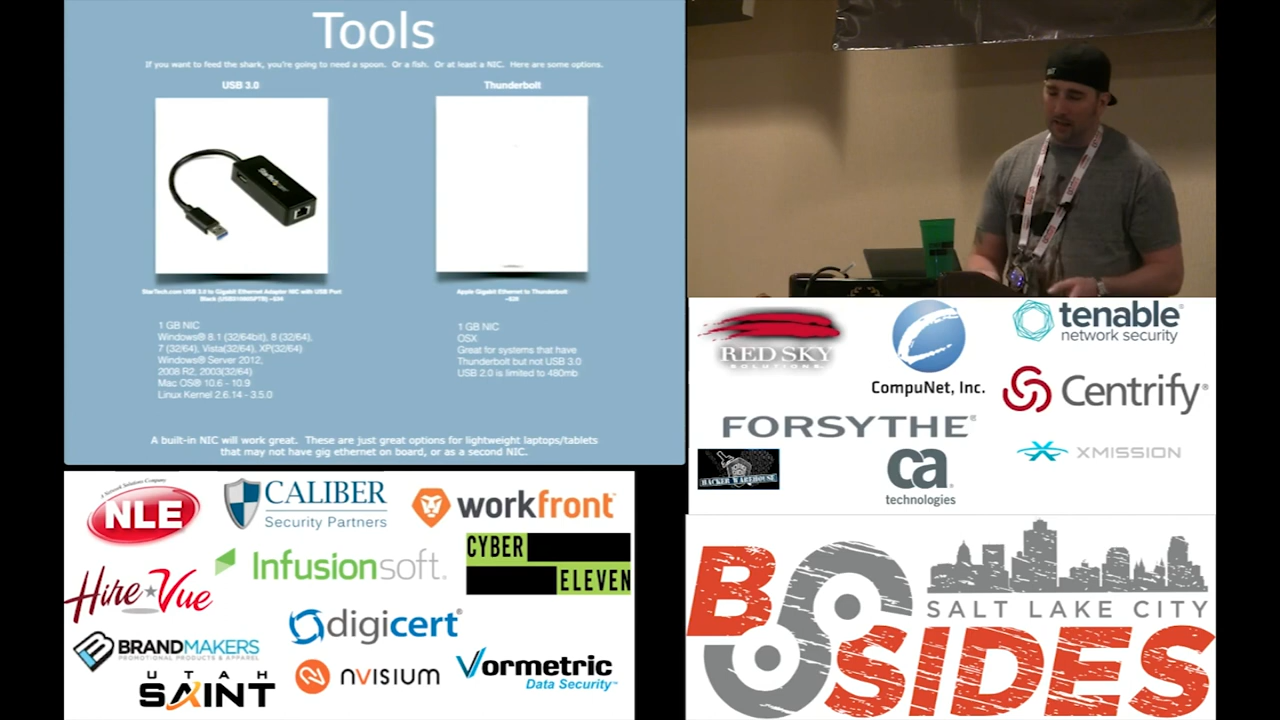 Tools
If you want to feed the shark, you're going to need a spoon. Or a fish. Or at least a NIC. Here are some options.
USB 3.0
StarTech.com USB 3.0 to Gigabit Ethernet Adapter NIC with USB Port
1 GB NIC
Windows® 8.1 (32/64bit), 8 (32/64),
7 (32/64), Vista(32/64), XP(32/64)
Windows® Server 2012,
2008 R2, 2003(32/64)
Mac OS® 10.6 - 10.9
Linux Kernel 2.6.14 - 3.5.0
Thunderbolt
Apple Gigabit Ethernet to Thunderbolt
1 GB NIC
OSX
Great for systems that have
Thunderbolt but not USB 3.0
USB 2.0 is limited to 480mb
A built-in NIC will work great. These are just great options for lightweight laptops/tablets
that may not have gig ethernet on board, or as a second NIC.
RED SKY
SOLUTIONS
CompuNet, Inc.
tenable
network security
Centrify
FORSYTHE
HACKER WAREHOUSE
ca
technologies
XMISSION
A Network Solutions Company
NLE
CALIBER
Security Partners
workfront
Infusionsoft.
CYBER
ELEVEN
Hire Vue
digicert
BRANDMAKERS
PROMOTIONAL PRODUCTS & APPAREL
UTAH
SAINT
nVISIUM
Vormetric
Data Security
BSIDES
SALT LAKE CITY